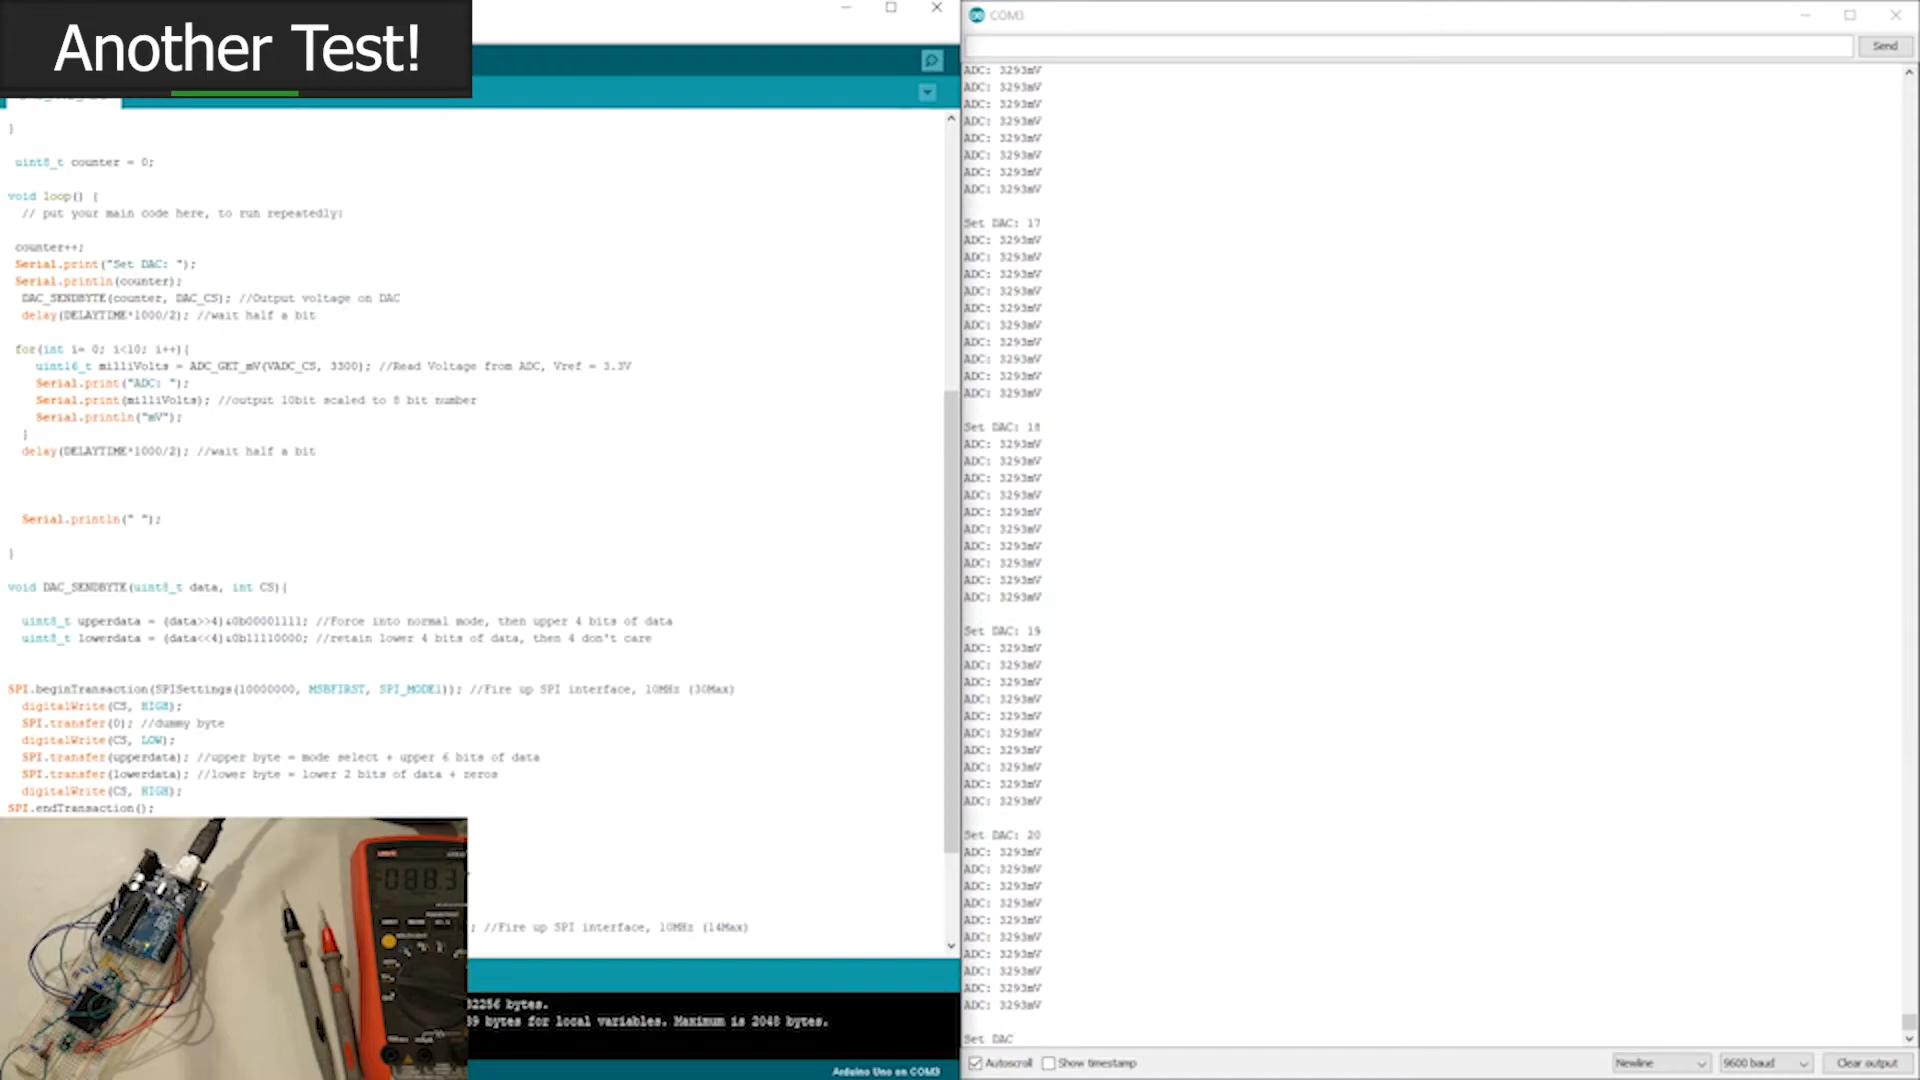 Another Test!
}
uint8_t counter = 0;
void loop() {
// put your main code here, to run repeatedly:
counter++;
Serial.print("Set DAC: ");
Serial.println(counter);
DAC_SENDBYTE(counter, DAC_CS); //Output voltage on DAC
delay(DELAYTIME*1000/2); //wait half a bit
for(int i= 0; i<10; i++){
uint16_t milliVolts = ADC_GET_mV(VADC_CS, 3300); //Read Voltage from ADC, Vref = 3.3V
Serial.print("ADC: ");
Serial.print(milliVolts); //output 10bit scaled to 8 bit number
Serial.println("mV");
}
delay(DELAYTIME*1000/2); //wait half a bit
Serial.println(" ");
}
void DAC_SENDBYTE(uint8_t data, int CS){
uint8_t upperdata = (data>>4)&0b00001111; //Force into normal mode, then upper 4 bits of data
uint8_t lowerdata = (data<<4)&0b11110000; //retain lower 4 bits of data, then 4 don't care
SPI.beginTransaction(SPISettings(10000000, MSBFIRST, SPI_MODE1)); //Fire up SPI interface, 10MHz (30Max)
digitalWrite(CS, HIGH);
SPI.transfer(0); //dummy byte
digitalWrite(CS, LOW);
SPI.transfer(upperdata); //upper byte = mode select + upper 6 bits of data
SPI.transfer(lowerdata); //lower byte = lower 2 bits of data + zeros
digitalWrite(CS, HIGH);
SPI.endTransaction();
; //Fire up SPI interface, 10MHz (14Max)
32256 bytes.
39 bytes for local variables. Maximum is 2048 bytes.
Arduino Uno on COM3
088.3
COM3
Send
ADC: 3293mV
ADC: 3293mV
ADC: 3293mV
ADC: 3293mV
ADC: 3293mV
ADC: 3293mV
ADC: 3293mV
ADC: 3293mV
Set DAC: 17
ADC: 3293mV
ADC: 3293mV
ADC: 3293mV
ADC: 3293mV
ADC: 3293mV
ADC: 3293mV
ADC: 3293mV
ADC: 3293mV
ADC: 3293mV
ADC: 3293mV
Set DAC: 18
ADC: 3293mV
ADC: 3293mV
ADC: 3293mV
ADC: 3293mV
ADC: 3293mV
ADC: 3293mV
ADC: 3293mV
ADC: 3293mV
ADC: 3293mV
ADC: 3293mV
Set DAC: 19
ADC: 3293mV
ADC: 3293mV
ADC: 3293mV
ADC: 3293mV
ADC: 3293mV
ADC: 3293mV
ADC: 3293mV
ADC: 3293mV
ADC: 3293mV
ADC: 3293mV
Set DAC: 20
ADC: 3293mV
ADC: 3293mV
ADC: 3293mV
ADC: 3293mV
ADC: 3293mV
ADC: 3293mV
ADC: 3293mV
ADC: 3293mV
ADC: 3293mV
ADC: 3293mV
Set DAC
Autoscroll Show timestamp Newline 9600 baud Clear output